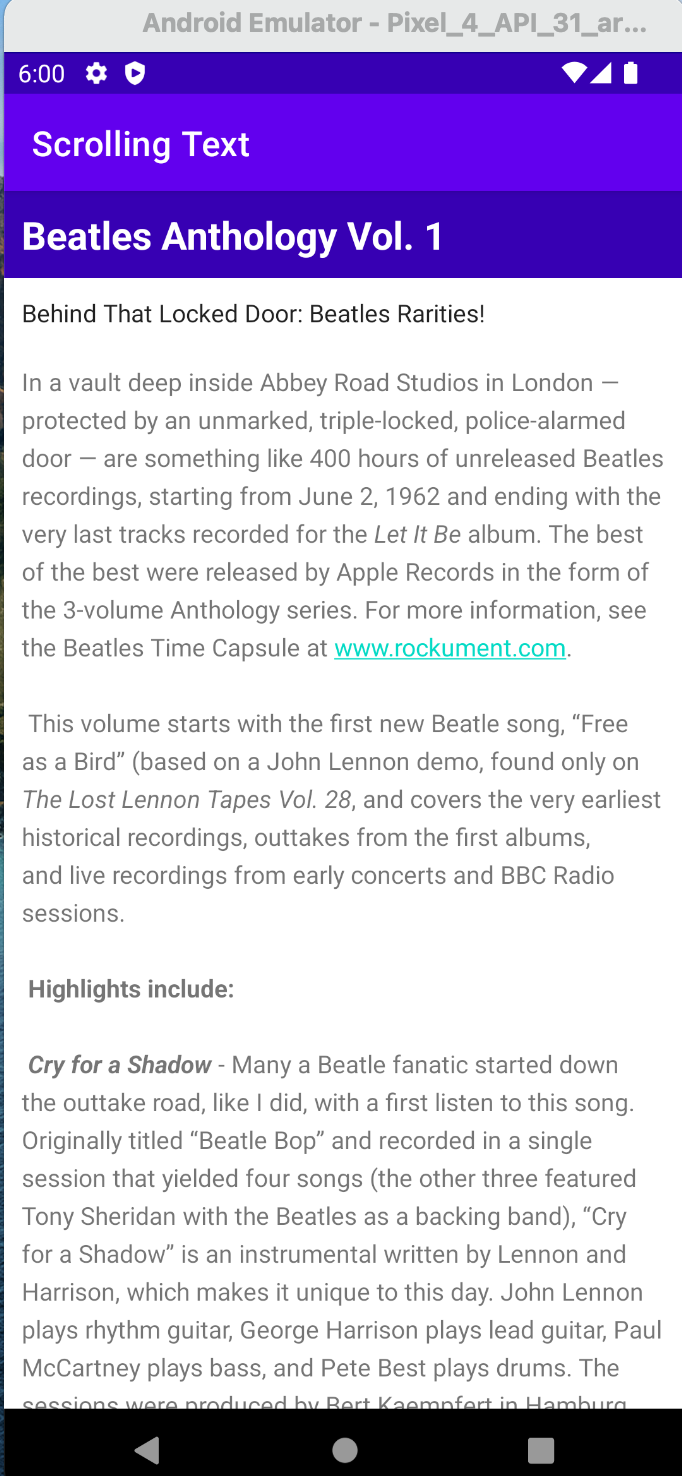 Android Emulator - Pixel_4_API_31_ar...
6:00
Scrolling Text
Beatles Anthology Vol. 1
Behind That Locked Door: Beatles Rarities!
In a vault deep inside Abbey Road Studios in London —
protected by an unmarked, triple-locked, police-alarmed
door — are something like 400 hours of unreleased Beatles
recordings, starting from June 2, 1962 and ending with the
very last tracks recorded for the Let It Be album. The best
of the best were released by Apple Records in the form of
the 3-volume Anthology series. For more information, see
the Beatles Time Capsule at www.rockument.com.
This volume starts with the first new Beatle song, “Free
as a Bird” (based on a John Lennon demo, found only on
The Lost Lennon Tapes Vol. 28, and covers the very earliest
historical recordings, outtakes from the first albums,
and live recordings from early concerts and BBC Radio
sessions.
Highlights include:
Cry for a Shadow - Many a Beatle fanatic started down
the outtake road, like I did, with a first listen to this song.
Originally titled “Beatle Bop” and recorded in a single
session that yielded four songs (the other three featured
Tony Sheridan with the Beatles as a backing band), “Cry
for a Shadow” is an instrumental written by Lennon and
Harrison, which makes it unique to this day. John Lennon
plays rhythm guitar, George Harrison plays lead guitar, Paul
McCartney plays bass, and Pete Best plays drums. The
sessions were produced by Bert Kaempfert in Hamburg